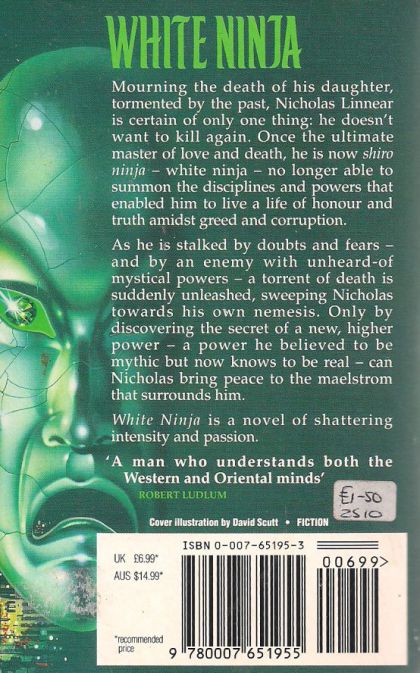 WHITE NINJA
Mourning the death of his daughter,
tormented by the past, Nicholas Linnear
is certain of only one thing: he doesn't
want to kill again. Once the ultimate
master of love and death, he is now shiro
ninja – white ninja – no longer able to
summon the disciplines and powers that
enabled him to live a life of honour and
truth amidst greed and corruption.
As he is stalked by doubts and fears –
and by an enemy with unheard-of
mystical powers – a torrent of death is
suddenly unleashed, sweeping Nicholas
towards his own nemesis. Only by
discovering the secret of a new, higher
power – a power he believed to be
mythic but now knows to be real – can
Nicholas bring peace to the maelstrom
that surrounds him.
White Ninja is a novel of shattering
intensity and passion.
'A man who understands both the
Western and Oriental minds'
ROBERT LUDLUM
£1-50
2510
Cover illustration by David Scutt • FICTION
ISBN 0-007-65195-3
UK £6.99*
AUS $14.99*
00699>
*recommended
price
9 780007 651955